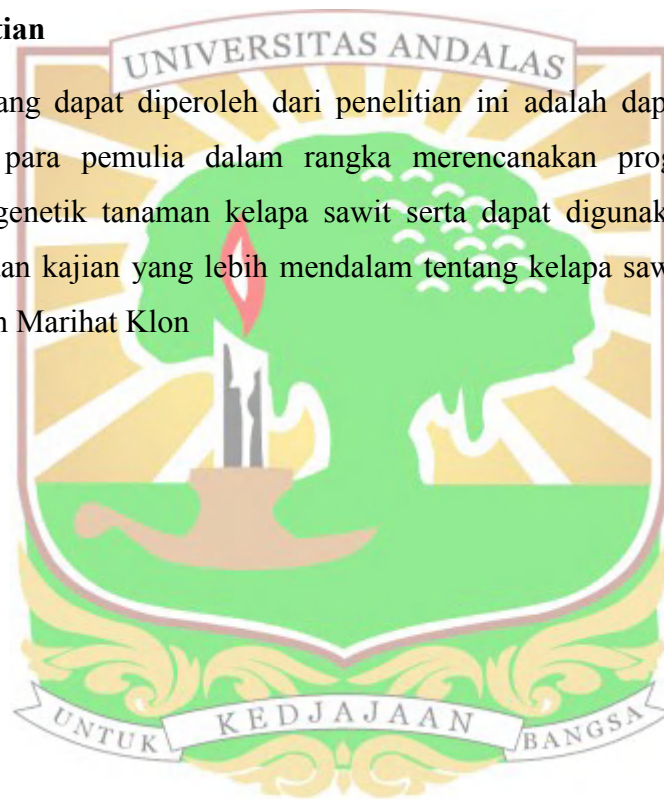 tian
UNIVERSITAS ANDALAS
ang dapat diperoleh dari penelitian ini adalah dap
para pemulia dalam rangka merencanakan prog
genetik tanaman kelapa sawit serta dapat digunak
an kajian yang lebih mendalam tentang kelapa saw
n Marihat Klon
UNTUK KEDJAJAAN BANGSA